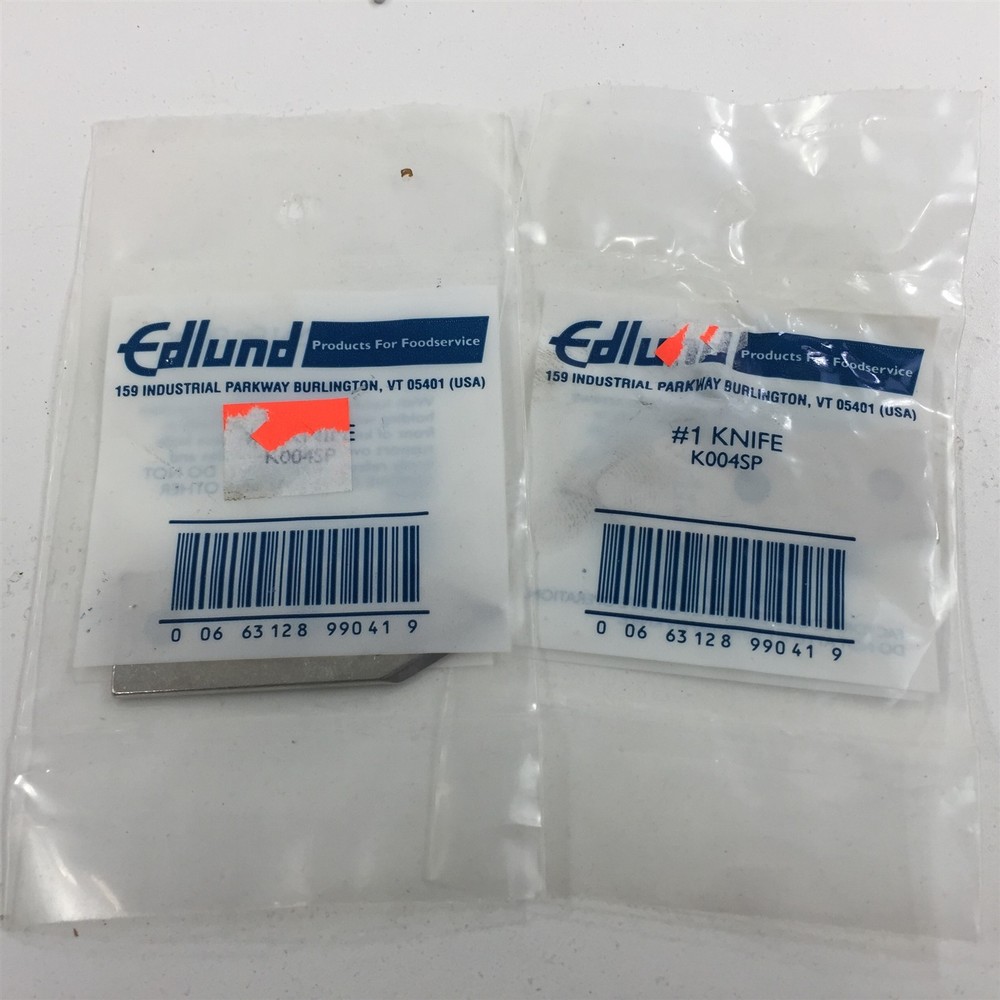 Edlund Products For Foodservice
159 INDUSTRIAL PARKWAY BURLINGTON, VT 05401 (USA)
K004SP
0 06 63128 99041 9
Edlund Products For Foodservice
159 INDUSTRIAL PARKWAY BURLINGTON, VT 05401 (USA)
#1 KNIFE
K004SP
0 06 63128 99041 9